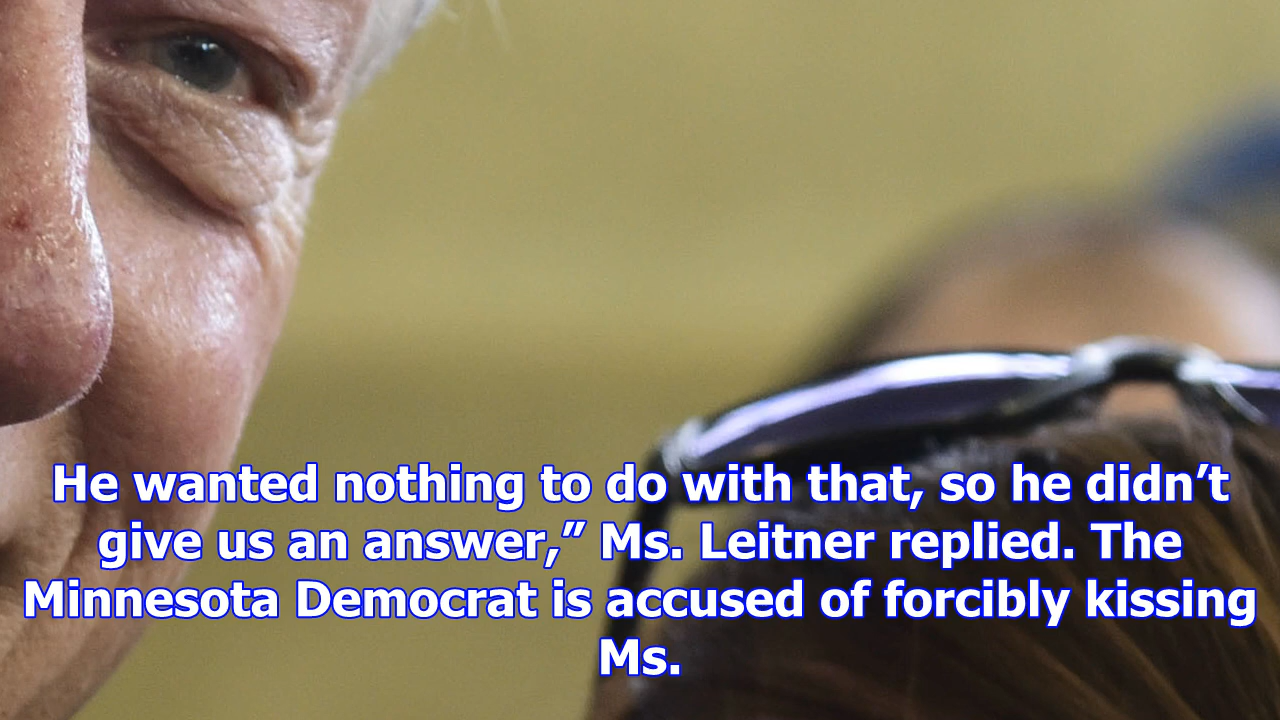 He wanted nothing to do with that, so he didn’t
give us an answer,” Ms. Leitner replied. The
Minnesota Democrat is accused of forcibly kissing
Ms.